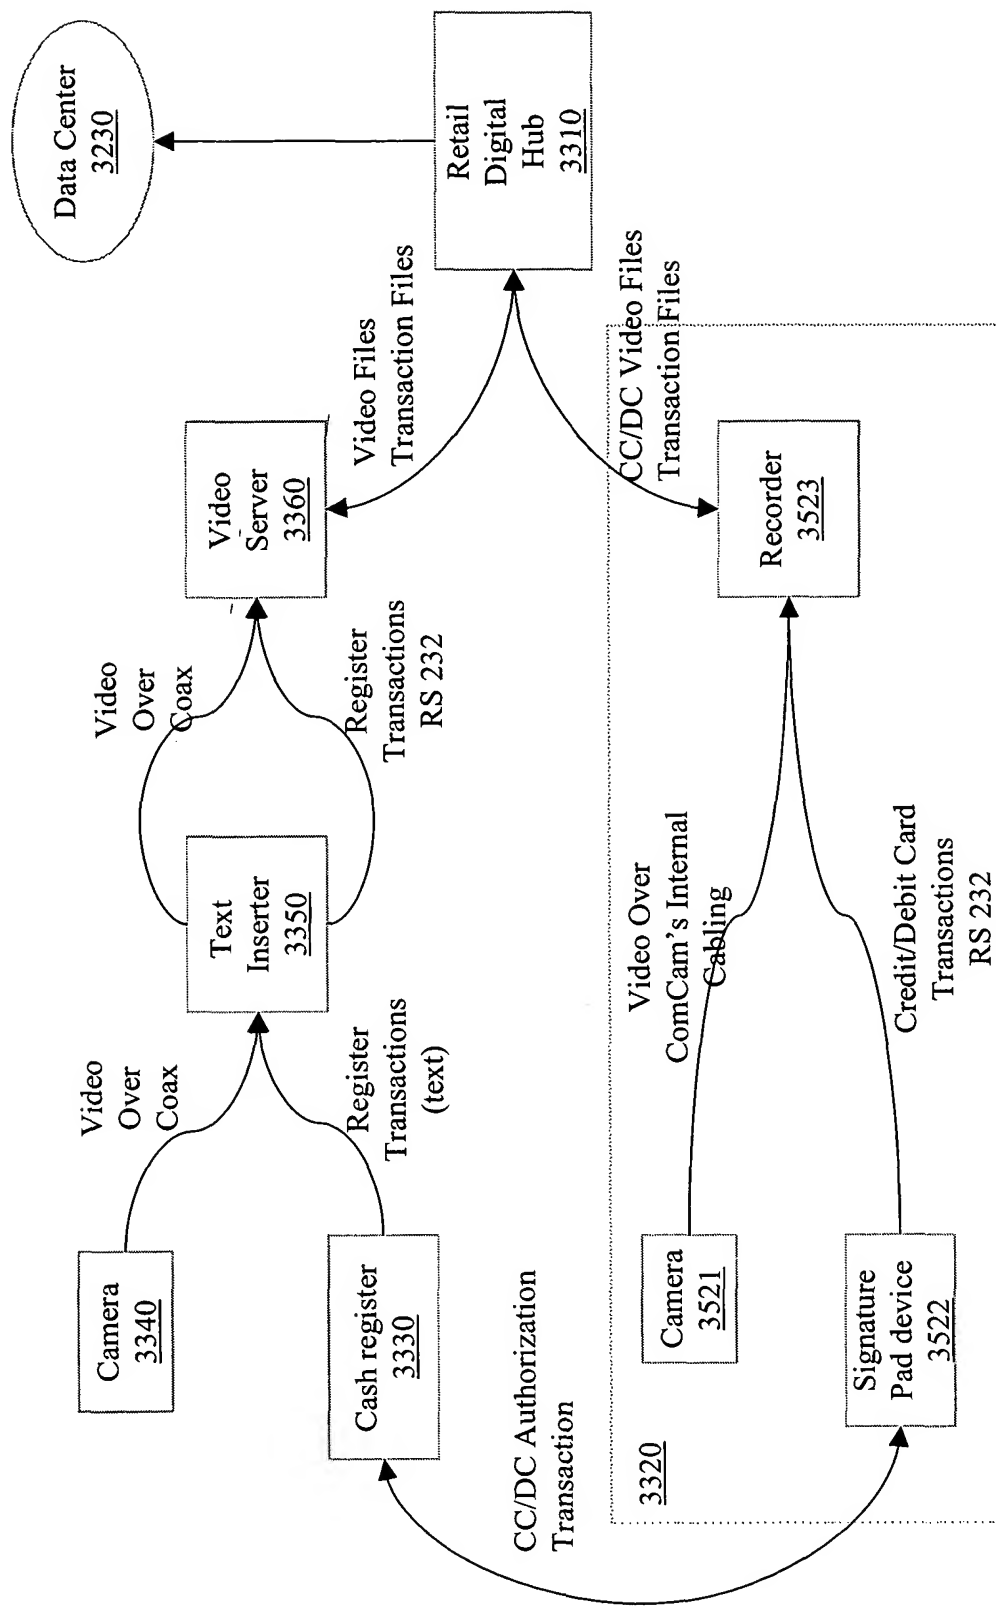 Data Center
3230
Retail
Digital
Hub
3310
Video Files
Transaction Files
CC/DC Video Files
Transaction Files
Video
Server
3360
Recorder
3523
Video
Over
Coax
Register
Transactions
RS 232
Text
Inserter
3350
Video Over
ComCam's Internal
Cabling
Credit/Debit Card
Transactions
RS 232
Video
Over
Coax
Register
Transactions
(text)
Camera
3340
Cash register
3330
Camera
3521
Signature
Pad device
3522
CC/DC Authorization
Transaction
3320